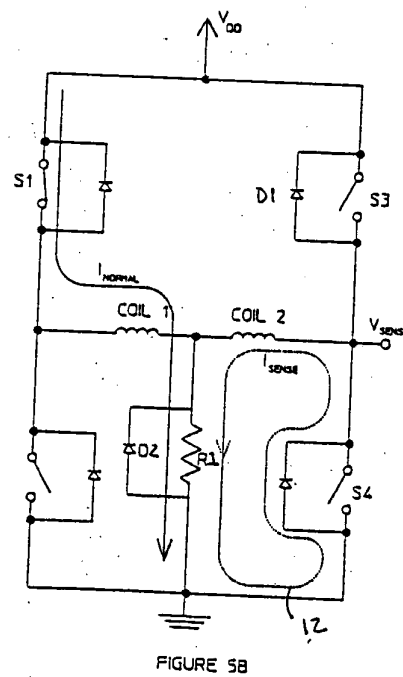 V_DD
S1
D1
S3
I_NORMAL
COIL 1
COIL 2
V_SENS
I_SENSE
D2
R1
S4
12
FIGURE 5B